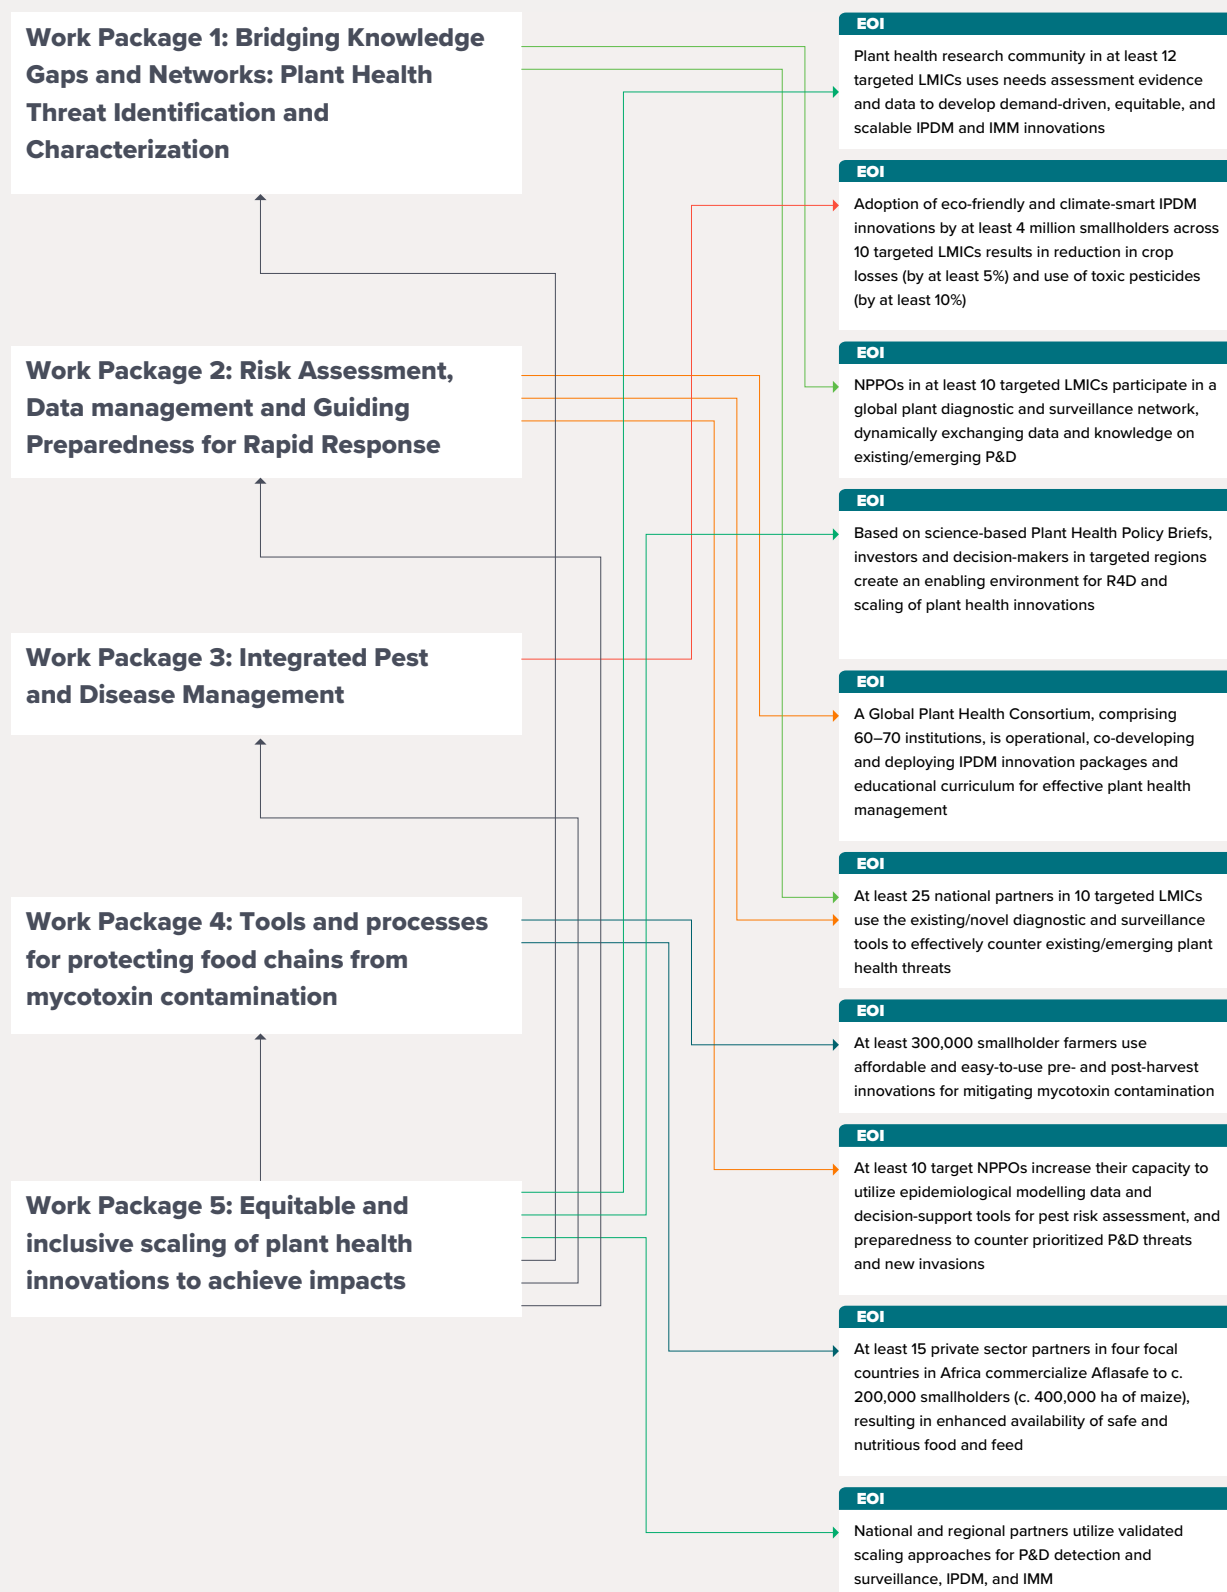 Work Package 1: Bridging Knowledge
Gaps and Networks: Plant Health
Threat Identification and
Characterization
Work Package 2: Risk Assessment,
Data management and Guiding
Preparedness for Rapid Response
Work Package 3: Integrated Pest
and Disease Management
Work Package 4: Tools and processes
for protecting food chains from
mycotoxin contamination
Work Package 5: Equitable and
inclusive scaling of plant health
innovations to achieve impacts
EOI
Plant health research community in at least 12
targeted LMICs uses needs assessment evidence
and data to develop demand-driven, equitable, and
scalable IPDM and IMM innovations
EOI
Adoption of eco-friendly and climate-smart IPDM
innovations by at least 4 million smallholders across
10 targeted LMICs results in reduction in crop
losses (by at least 5%) and use of toxic pesticides
(by at least 10%)
EOI
NPPOs in at least 10 targeted LMICs participate in a
global plant diagnostic and surveillance network,
dynamically exchanging data and knowledge on
existing/emerging P&D
EOI
Based on science-based Plant Health Policy Briefs,
investors and decision-makers in targeted regions
create an enabling environment for R4D and
scaling of plant health innovations
EOI
A Global Plant Health Consortium, comprising
60–70 institutions, is operational, co-developing
and deploying IPDM innovation packages and
educational curriculum for effective plant health
management
EOI
At least 25 national partners in 10 targeted LMICs
use the existing/novel diagnostic and surveillance
tools to effectively counter existing/emerging plant
health threats
EOI
At least 300,000 smallholder farmers use
affordable and easy-to-use pre- and post-harvest
innovations for mitigating mycotoxin contamination
EOI
At least 10 target NPPOs increase their capacity to
utilize epidemiological modelling data and
decision-support tools for pest risk assessment, and
preparedness to counter prioritized P&D threats
and new invasions
EOI
At least 15 private sector partners in four focal
countries in Africa commercialize Aflasafe to c.
200,000 smallholders (c. 400,000 ha of maize),
resulting in enhanced availability of safe and
nutritious food and feed
EOI
National and regional partners utilize validated
scaling approaches for P&D detection and
surveillance, IPDM, and IMM